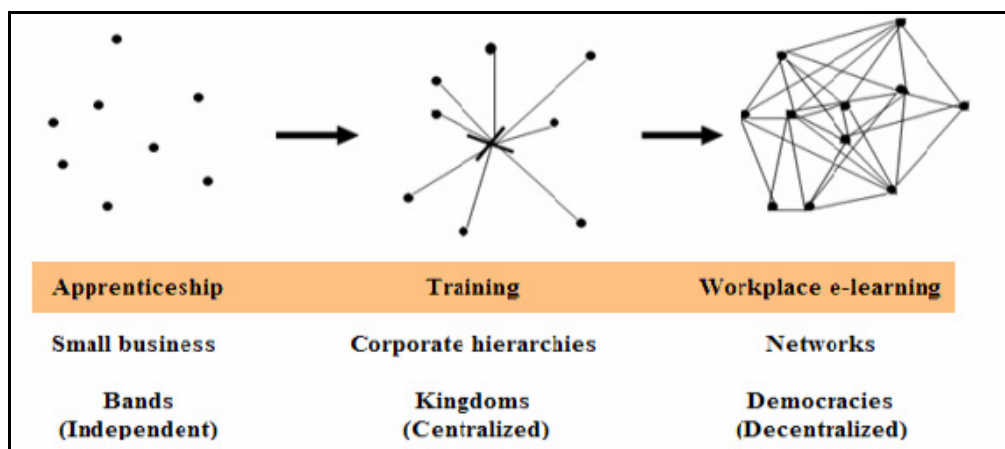 Apprenticeship Training Workplace e-learning
Small business Corporate hierarchies Networks
Bands Kingdoms Democracies
(Independent) (Centralized) (Decentralized)